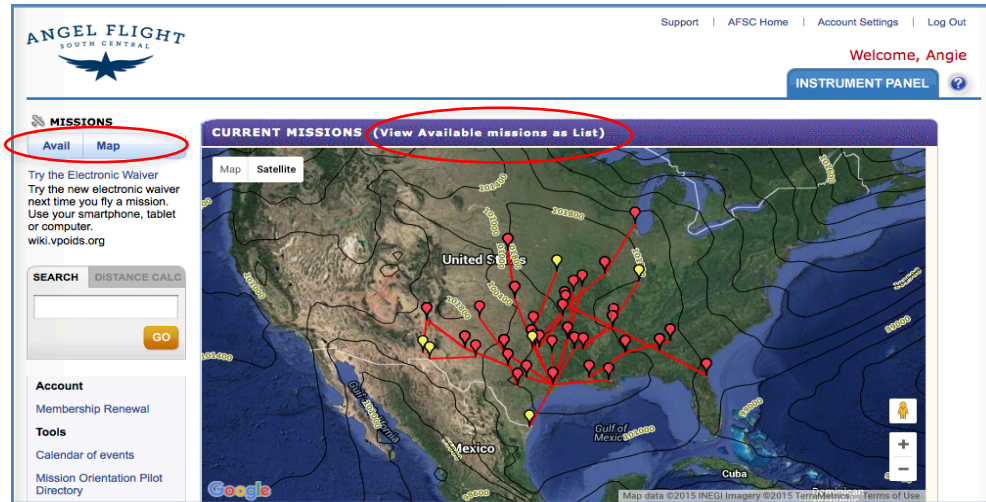 Support | AFSC Home | Account Settings | Log Out
ANGEL FLIGHT
SOUTH CENTRAL
Welcome, Angie
INSTRUMENT PANEL ?
MISSIONS
Avail Map
Try the Electronic Waiver
Try the new electronic waiver
next time you fly a mission.
Use your smartphone, tablet
or computer.
wiki.vpoids.org
SEARCH DISTANCE CALC
GO
Account
Membership Renewal
Tools
Calendar of events
Mission Orientation Pilot
Directory
CURRENT MISSIONS (View Available missions as List)
Map Satellite
101400
101800
United
101400
Gulf of
Mexico
101000
Mexico
Cuba
+
−
Google
Map data ©2015 INEGI Imagery ©2015 TerraMetrics
Terms of Use